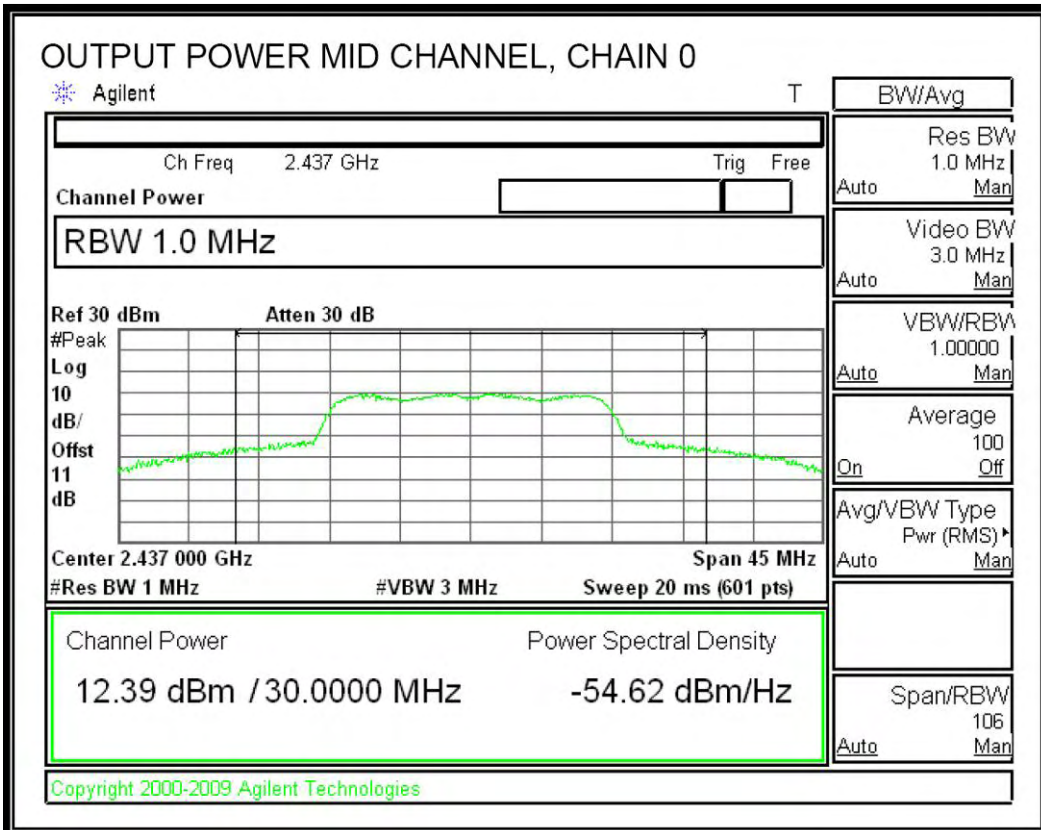 OUTPUT POWER MID CHANNEL, CHAIN 0
Agilent T
BW/Avg
Ch Freq 2.437 GHz Trig Free
Channel Power
RBW 1.0 MHz
Ref 30 dBm Atten 30 dB
#Peak
Log
10
dB/
Offst
11
dB
Center 2.437 000 GHz Span 45 MHz
#Res BW 1 MHz #VBW 3 MHz Sweep 20 ms (601 pts)
Channel Power Power Spectral Density
12.39 dBm / 30.0000 MHz -54.62 dBm/Hz
Res BW
1.0 MHz
Auto Man
Video BW
3.0 MHz
Auto Man
VBW/RBW
1.00000
Auto Man
Average
100
On Off
Avg/VBW Type
Pwr (RMS)
Auto Man
Span/RBW
106
Auto Man
Copyright 2000-2009 Agilent Technologies